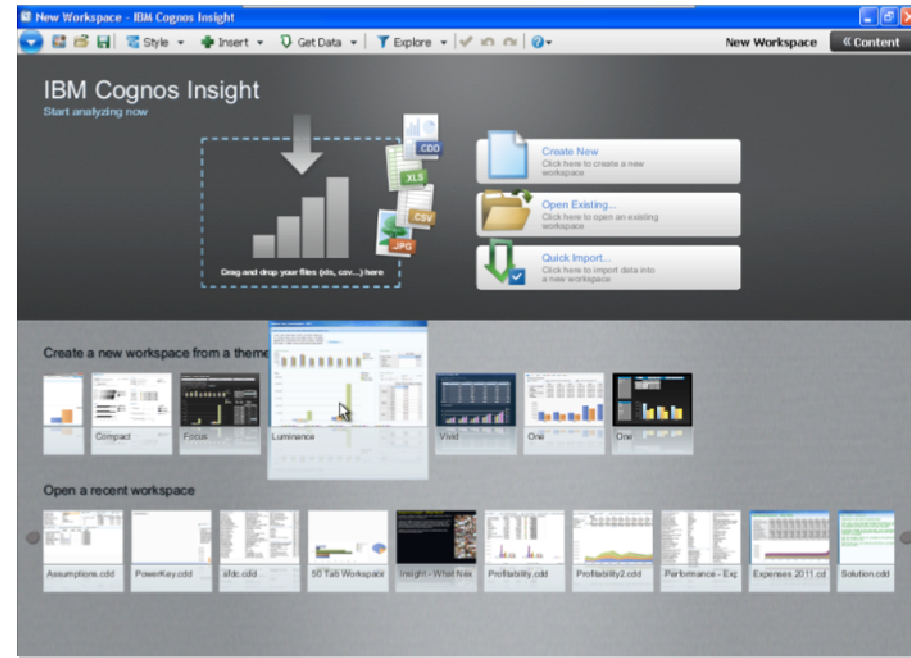 New Workspace - IBM Cognos Insight
Style Insert Get Data Explore New Workspace Content
IBM Cognos Insight
Start analyzing now
CDD
XLS
.CSV
JPG
Drag and drop your files (xls, csv...) here
Create New
Click here to create a new
workspace
Open Existing...
Click here to open an existing
workspace
Quick Import...
Click here to import data into
a new workspace
Create a new workspace from a theme
Compact Focus Luminance Vivid One One
Open a recent workspace
Assumptions.cdd PowerKey.cdd 50 Tab Workspace Insight - What New Profitability.cdd Profitability2.cdd Performance - Exp Expenses 2011.cd Solution.cdd